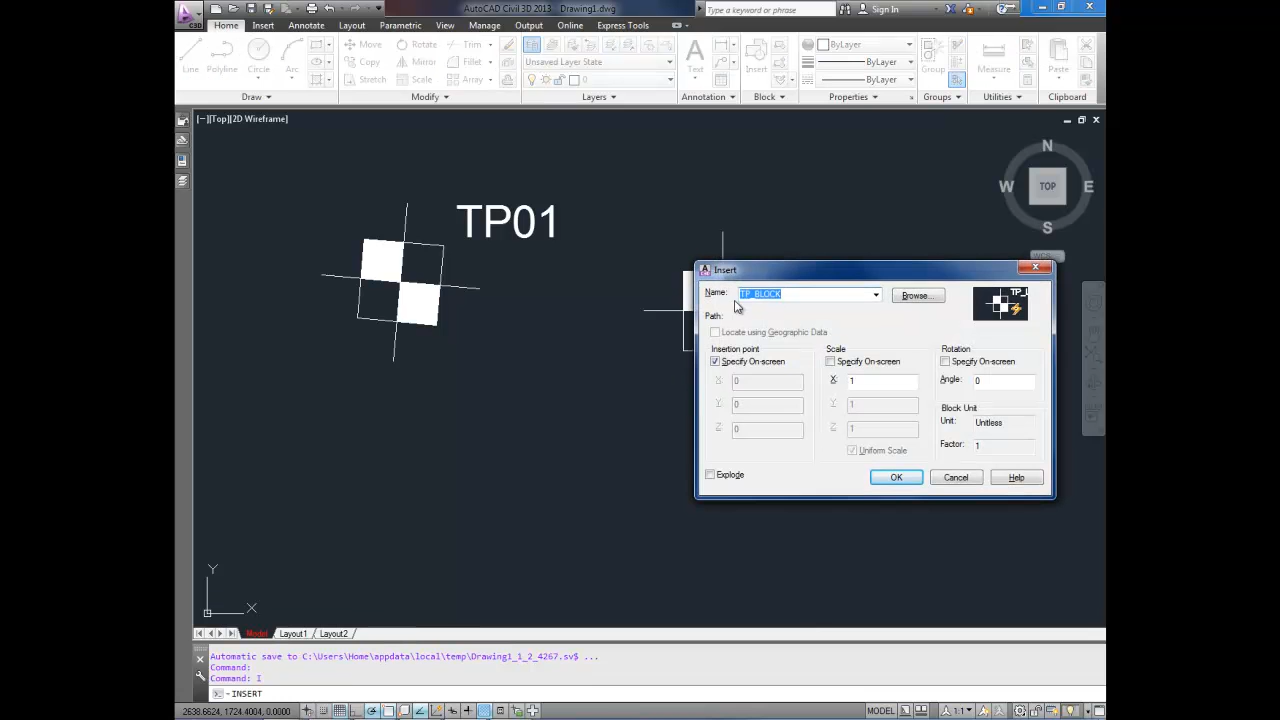 AutoCAD Civil 3D 2013 Drawing1.dwg
Type a keyword or phrase
Sign In
C3D
Home Insert Annotate Layout Parametric View Manage Output Online Express Tools
Line Polyline Circle Arc
Move Rotate Trim
Copy Mirror Fillet
Stretch Scale Array
Unsaved Layer State
0
Text
Insert
ByLayer
ByLayer
ByLayer
Group
Measure
Paste
Draw Modify Layers Annotation Block Properties Groups Utilities Clipboard
[−][Top][2D Wireframe]
N
W TOP E
S
TP01
Insert
Name: TP_BLOCK Browse...
Path:
Locate using Geographic Data
Insertion point
Specify On-screen
X: 0
Y: 0
Z: 0
Scale
Specify On-screen
X: 1
Y: 1
Z: 1
Uniform Scale
Rotation
Specify On-screen
Angle: 0
Block Unit
Unit: Unitless
Factor: 1
Explode
OK Cancel Help
Y
X
Model Layout1 Layout2
Automatic save to C:\Users\Home\appdata\local\temp\Drawing1_1_2_4267.sv$ ...
Command:
Command: I
INSERT
2638.6624, 1724.4004, 0.0000
MODEL
1:1